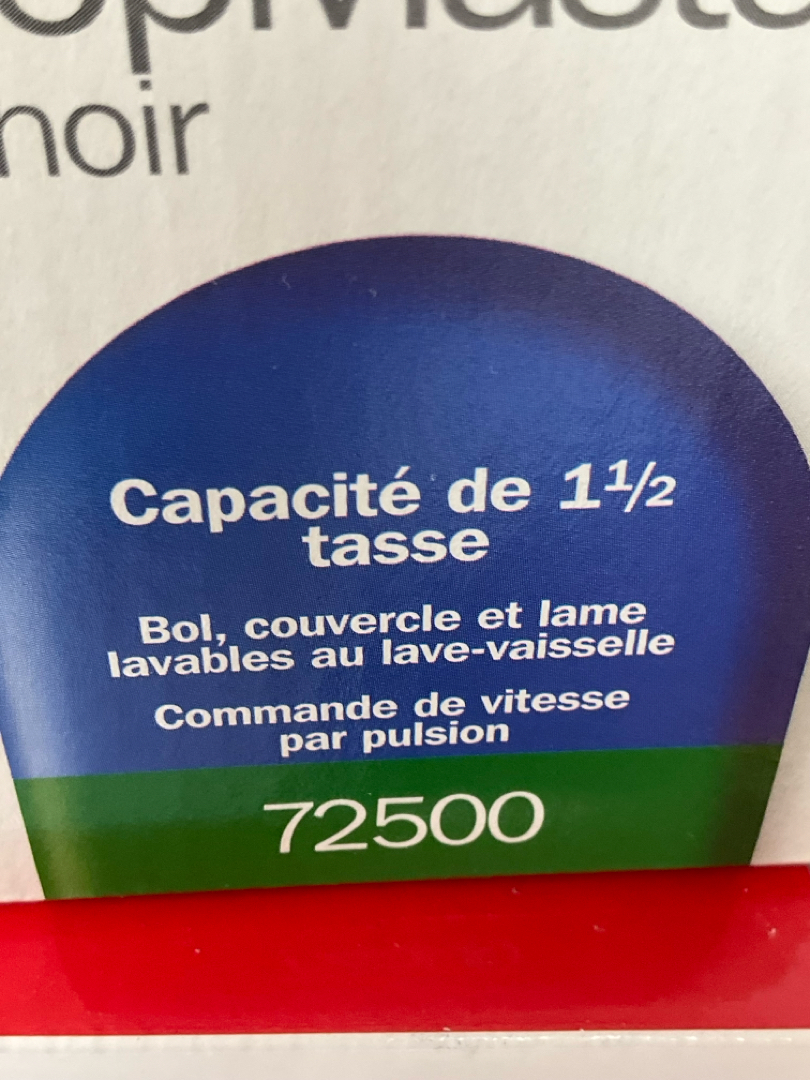 noir
Capacité de 1½
tasse
Bol, couvercle et lame
lavables au lave-vaisselle
Commande de vitesse
par pulsion
72500